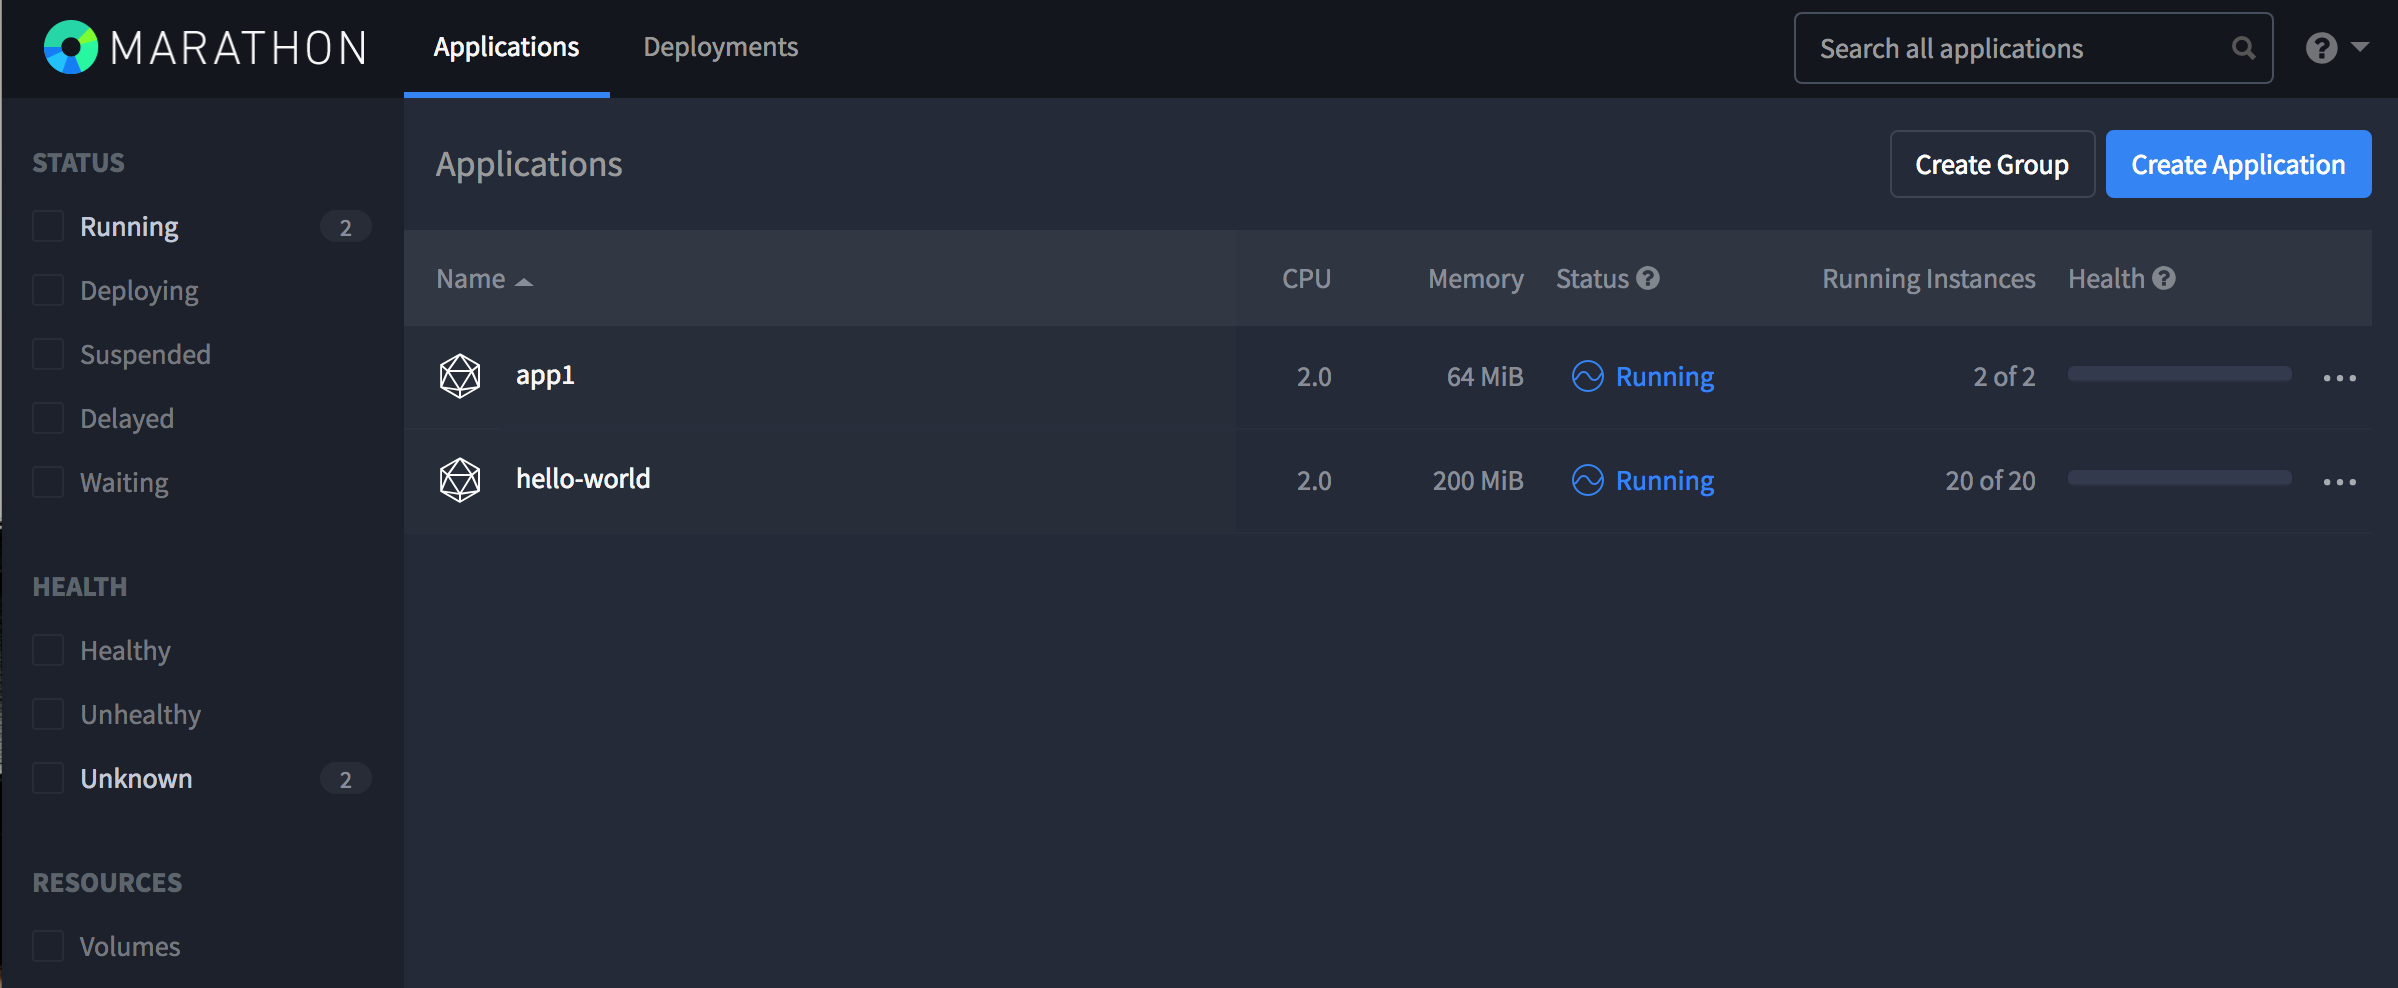 MARATHON Applications Deployments Search all applications
STATUS
Running 2
Deploying
Suspended
Delayed
Waiting
HEALTH
Healthy
Unhealthy
Unknown 2
RESOURCES
Volumes
Applications Create Group Create Application
Name CPU Memory Status Running Instances Health
app1 2.0 64 MiB Running 2 of 2
hello-world 2.0 200 MiB Running 20 of 20